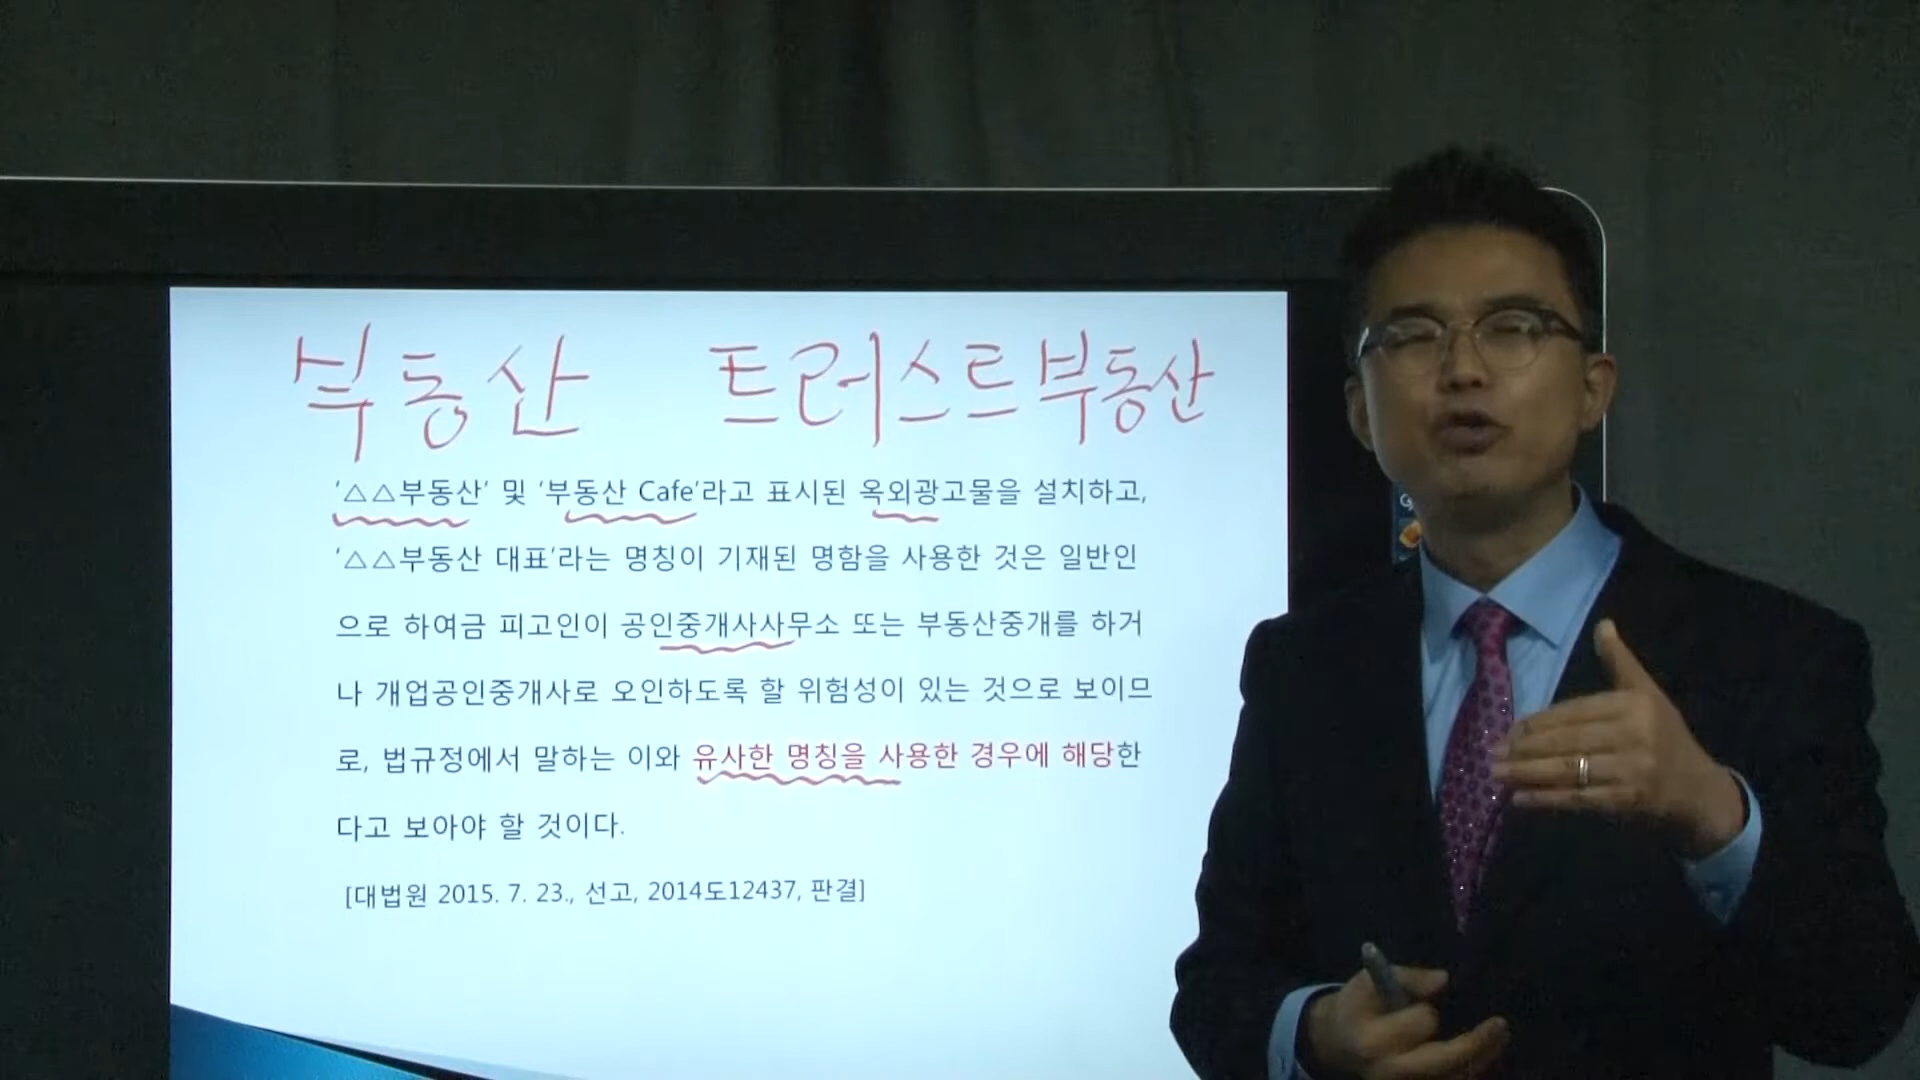 부동산 트러스트부동산
'△△부동산' 및 '부동산 Cafe'라고 표시된 옥외광고물을 설치하고,
'△△부동산 대표'라는 명칭이 기재된 명함을 사용한 것은 일반인
으로 하여금 피고인이 공인중개사사무소 또는 부동산중개를 하거
나 개업공인중개사로 오인하도록 할 위험성이 있는 것으로 보이므
로, 법규정에서 말하는 이와 유사한 명칭을 사용한 경우에 해당한
다고 보아야 할 것이다.
[대법원 2015. 7. 23., 선고, 2014도12437, 판결]